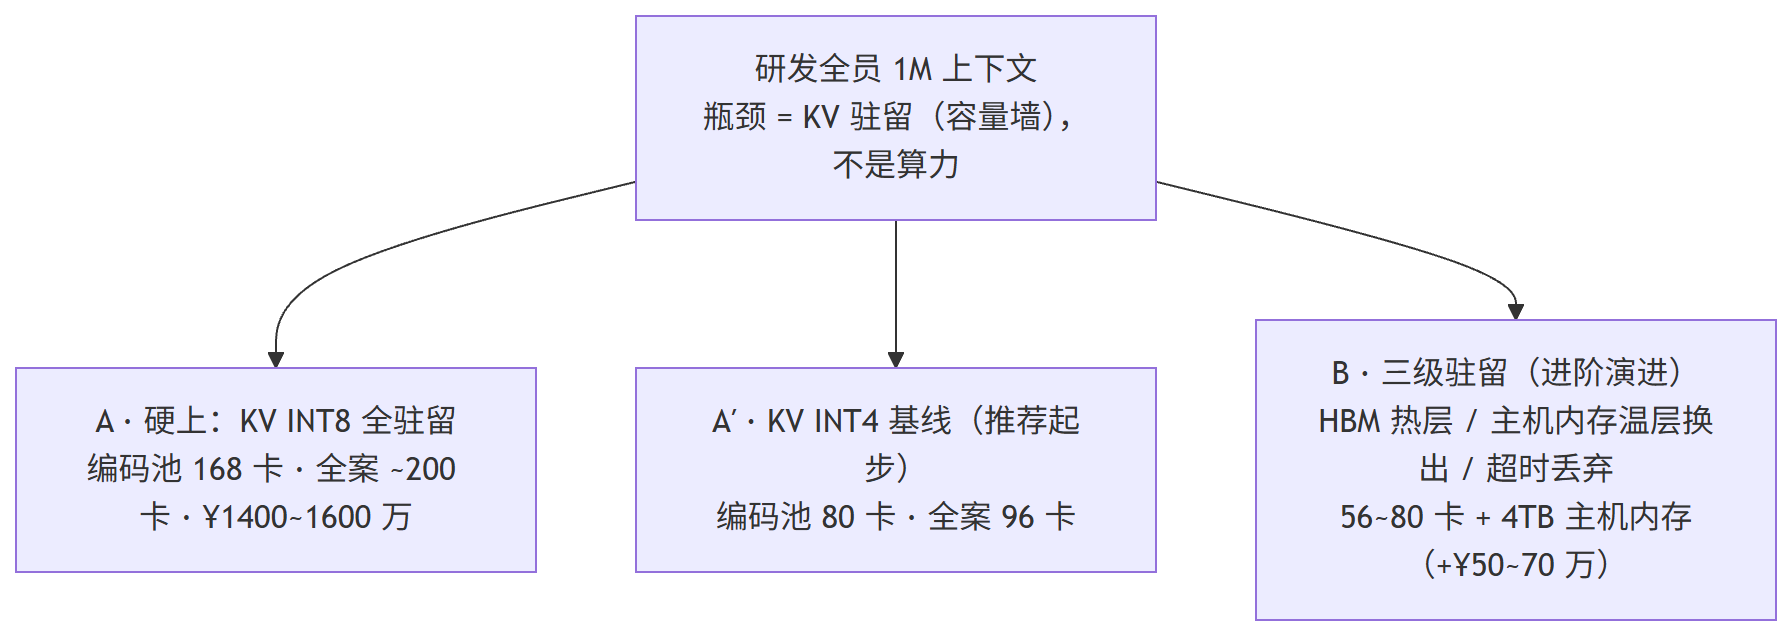 研发全员 1M 上下文
瓶颈 = KV 驻留（容量墙），
不是算力
A · 硬上：KV INT8 全驻留
编码池 168 卡 · 全案 ~200
卡 · ¥1400~1600 万
A′ · KV INT4 基线（推荐起
步）
编码池 80 卡 · 全案 96 卡
B · 三级驻留（进阶演进）
HBM 热层 / 主机内存温层换
出 / 超时丢弃
56~80 卡 + 4TB 主机内存
（+¥50~70 万）